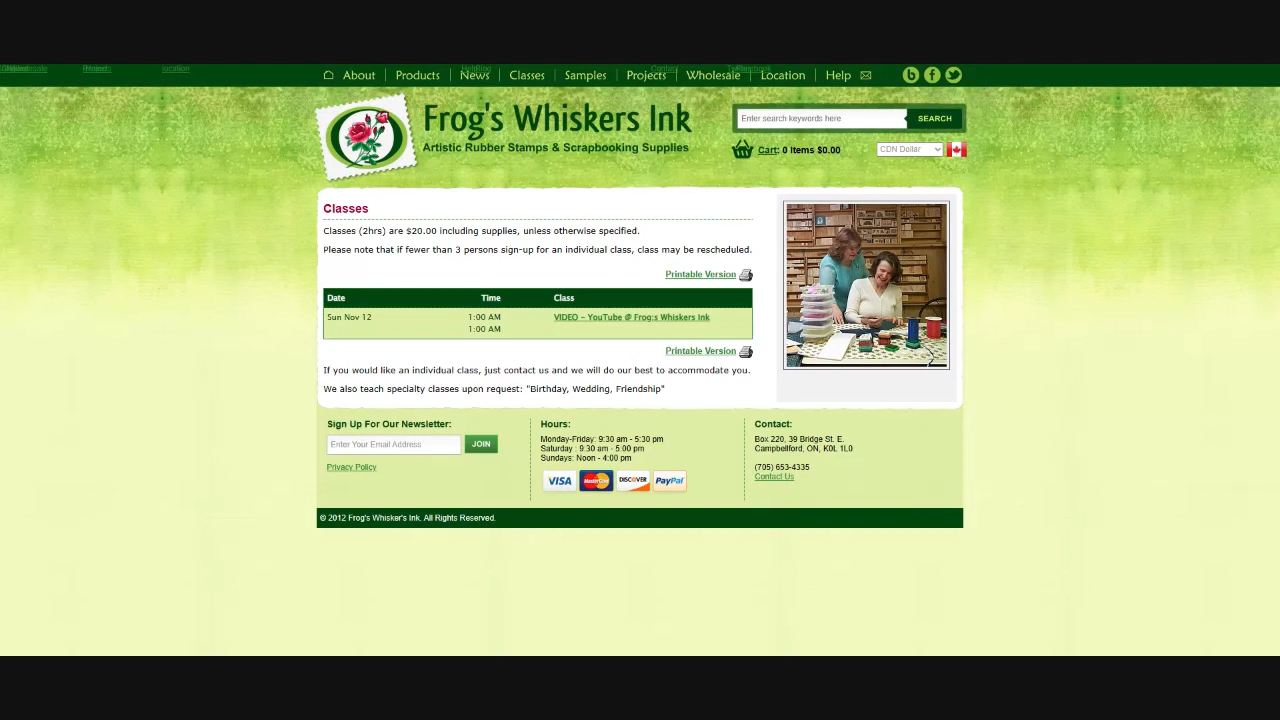 About Products News Classes Samples Projects Wholesale Location Help
Frog's Whiskers Ink
Artistic Rubber Stamps & Scrapbooking Supplies
Enter search keywords here SEARCH
Cart: 0 Items $0.00 CDN Dollar
Classes
Classes (2hrs) are $20.00 including supplies, unless otherwise specified.
Please note that if fewer than 3 persons sign-up for an individual class, class may be rescheduled.
Printable Version
Date Time Class
Sun Nov 12 1:00 AM VIDEO ~ YouTube @ Frog;s Whiskers Ink
1:00 AM
Printable Version
If you would like an individual class, just contact us and we will do our best to accommodate you.
We also teach specialty classes upon request: "Birthday, Wedding, Friendship"
Sign Up For Our Newsletter:
Enter Your Email Address JOIN
Privacy Policy
Hours:
Monday-Friday: 9:30 am - 5:30 pm
Saturday : 9:30 am - 5:00 pm
Sundays: Noon - 4:00 pm
VISA MasterCard DISCOVER PayPal
Contact:
Box 220, 39 Bridge St. E.
Campbellford, ON, K0L 1L0
(705) 653-4335
Contact Us
© 2012 Frog's Whisker's Ink. All Rights Reserved.